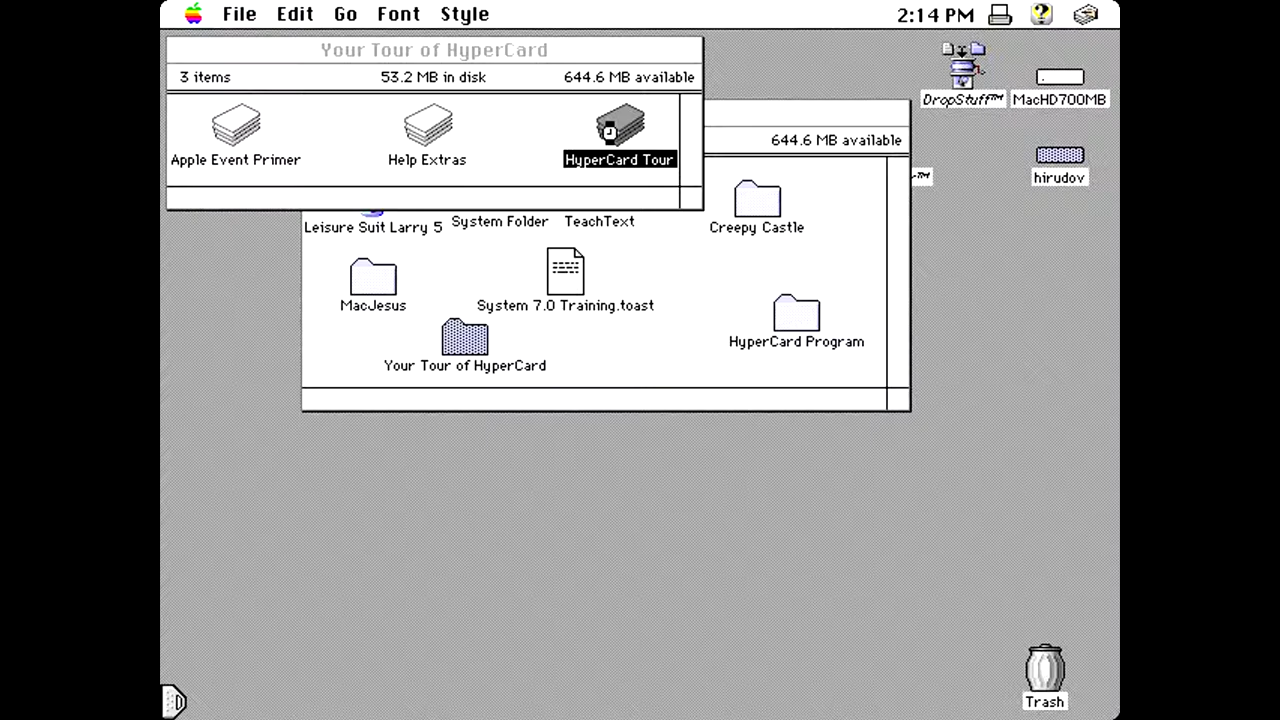 File Edit Go Font Style 2:14 PM
Your Tour of HyperCard
3 items 53.2 MB in disk 644.6 MB available
Apple Event Primer Help Extras HyperCard Tour
644.6 MB available
Leisure Suit Larry 5 System Folder TeachText Creepy Castle
MacJesus System 7.0 Training.toast
HyperCard Program
Your Tour of HyperCard
DropStuff™ MacHD700MB
hirudov
Trash